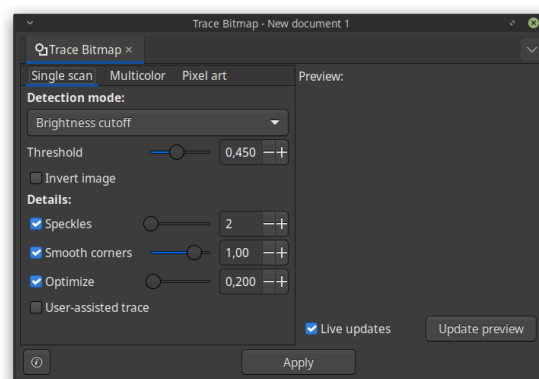 Trace Bitmap - New document 1
Trace Bitmap
Single scan Multicolor Pixel art Preview:
Detection mode:
Brightness cutoff
Threshold 0,450
Invert image
Details:
Speckles 2
Smooth corners 1,00
Optimize 0,200
User-assisted trace
Live updates Update preview
Apply